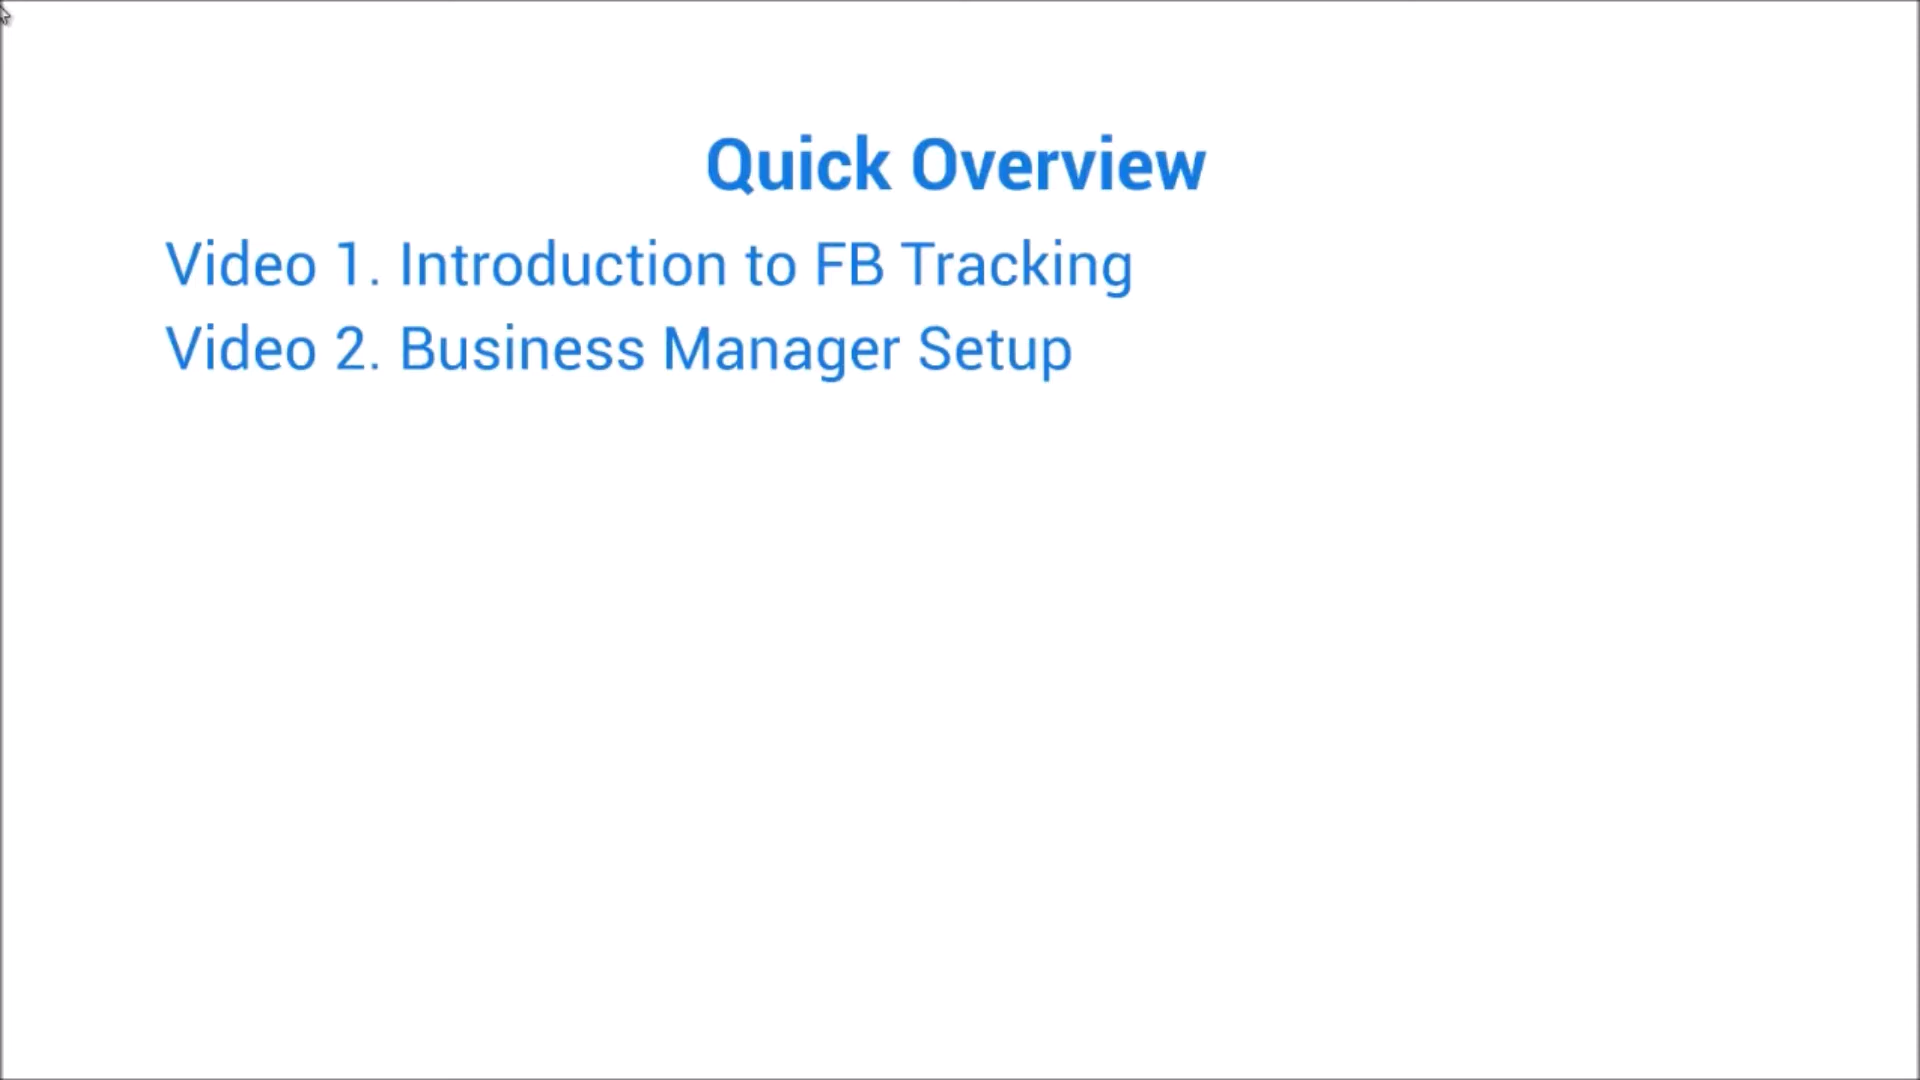 Quick Overview
Video 1. Introduction to FB Tracking
Video 2. Business Manager Setup